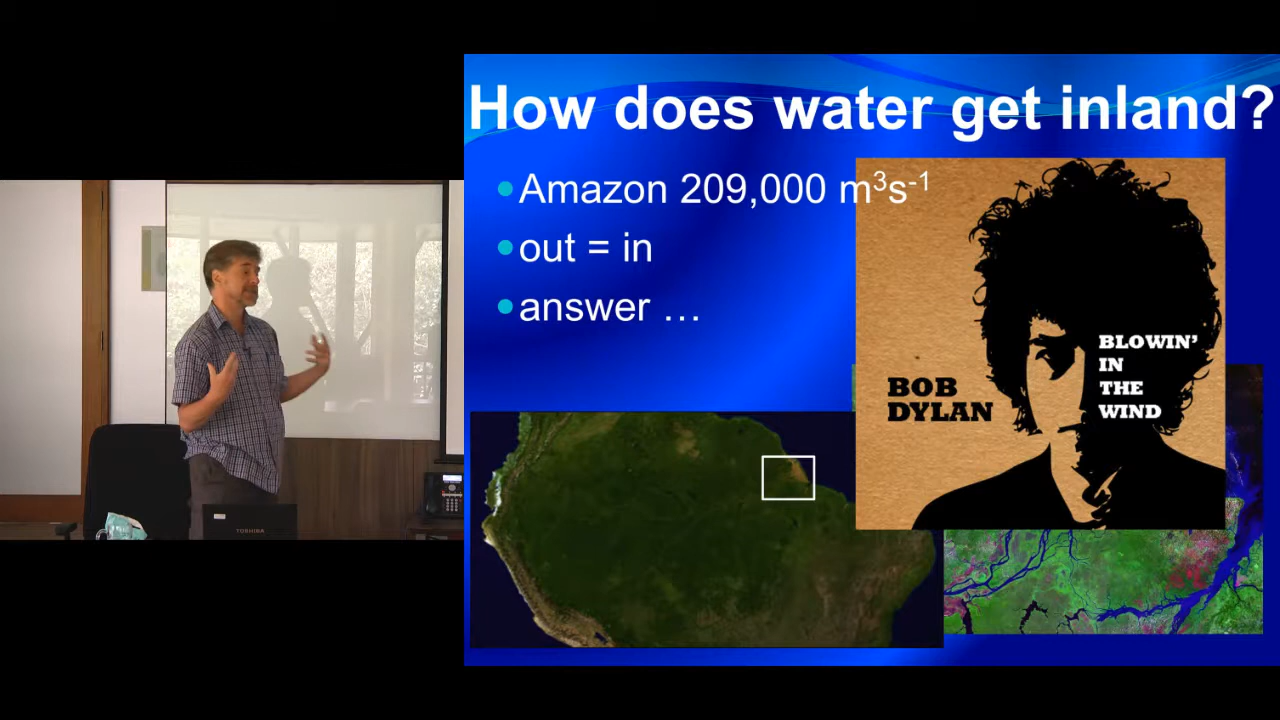 How does water get inland?
Amazon 209,000 m³s⁻¹
out = in
answer …
BOB
DYLAN
BLOWIN'
IN
THE
WIND
TOSHIBA